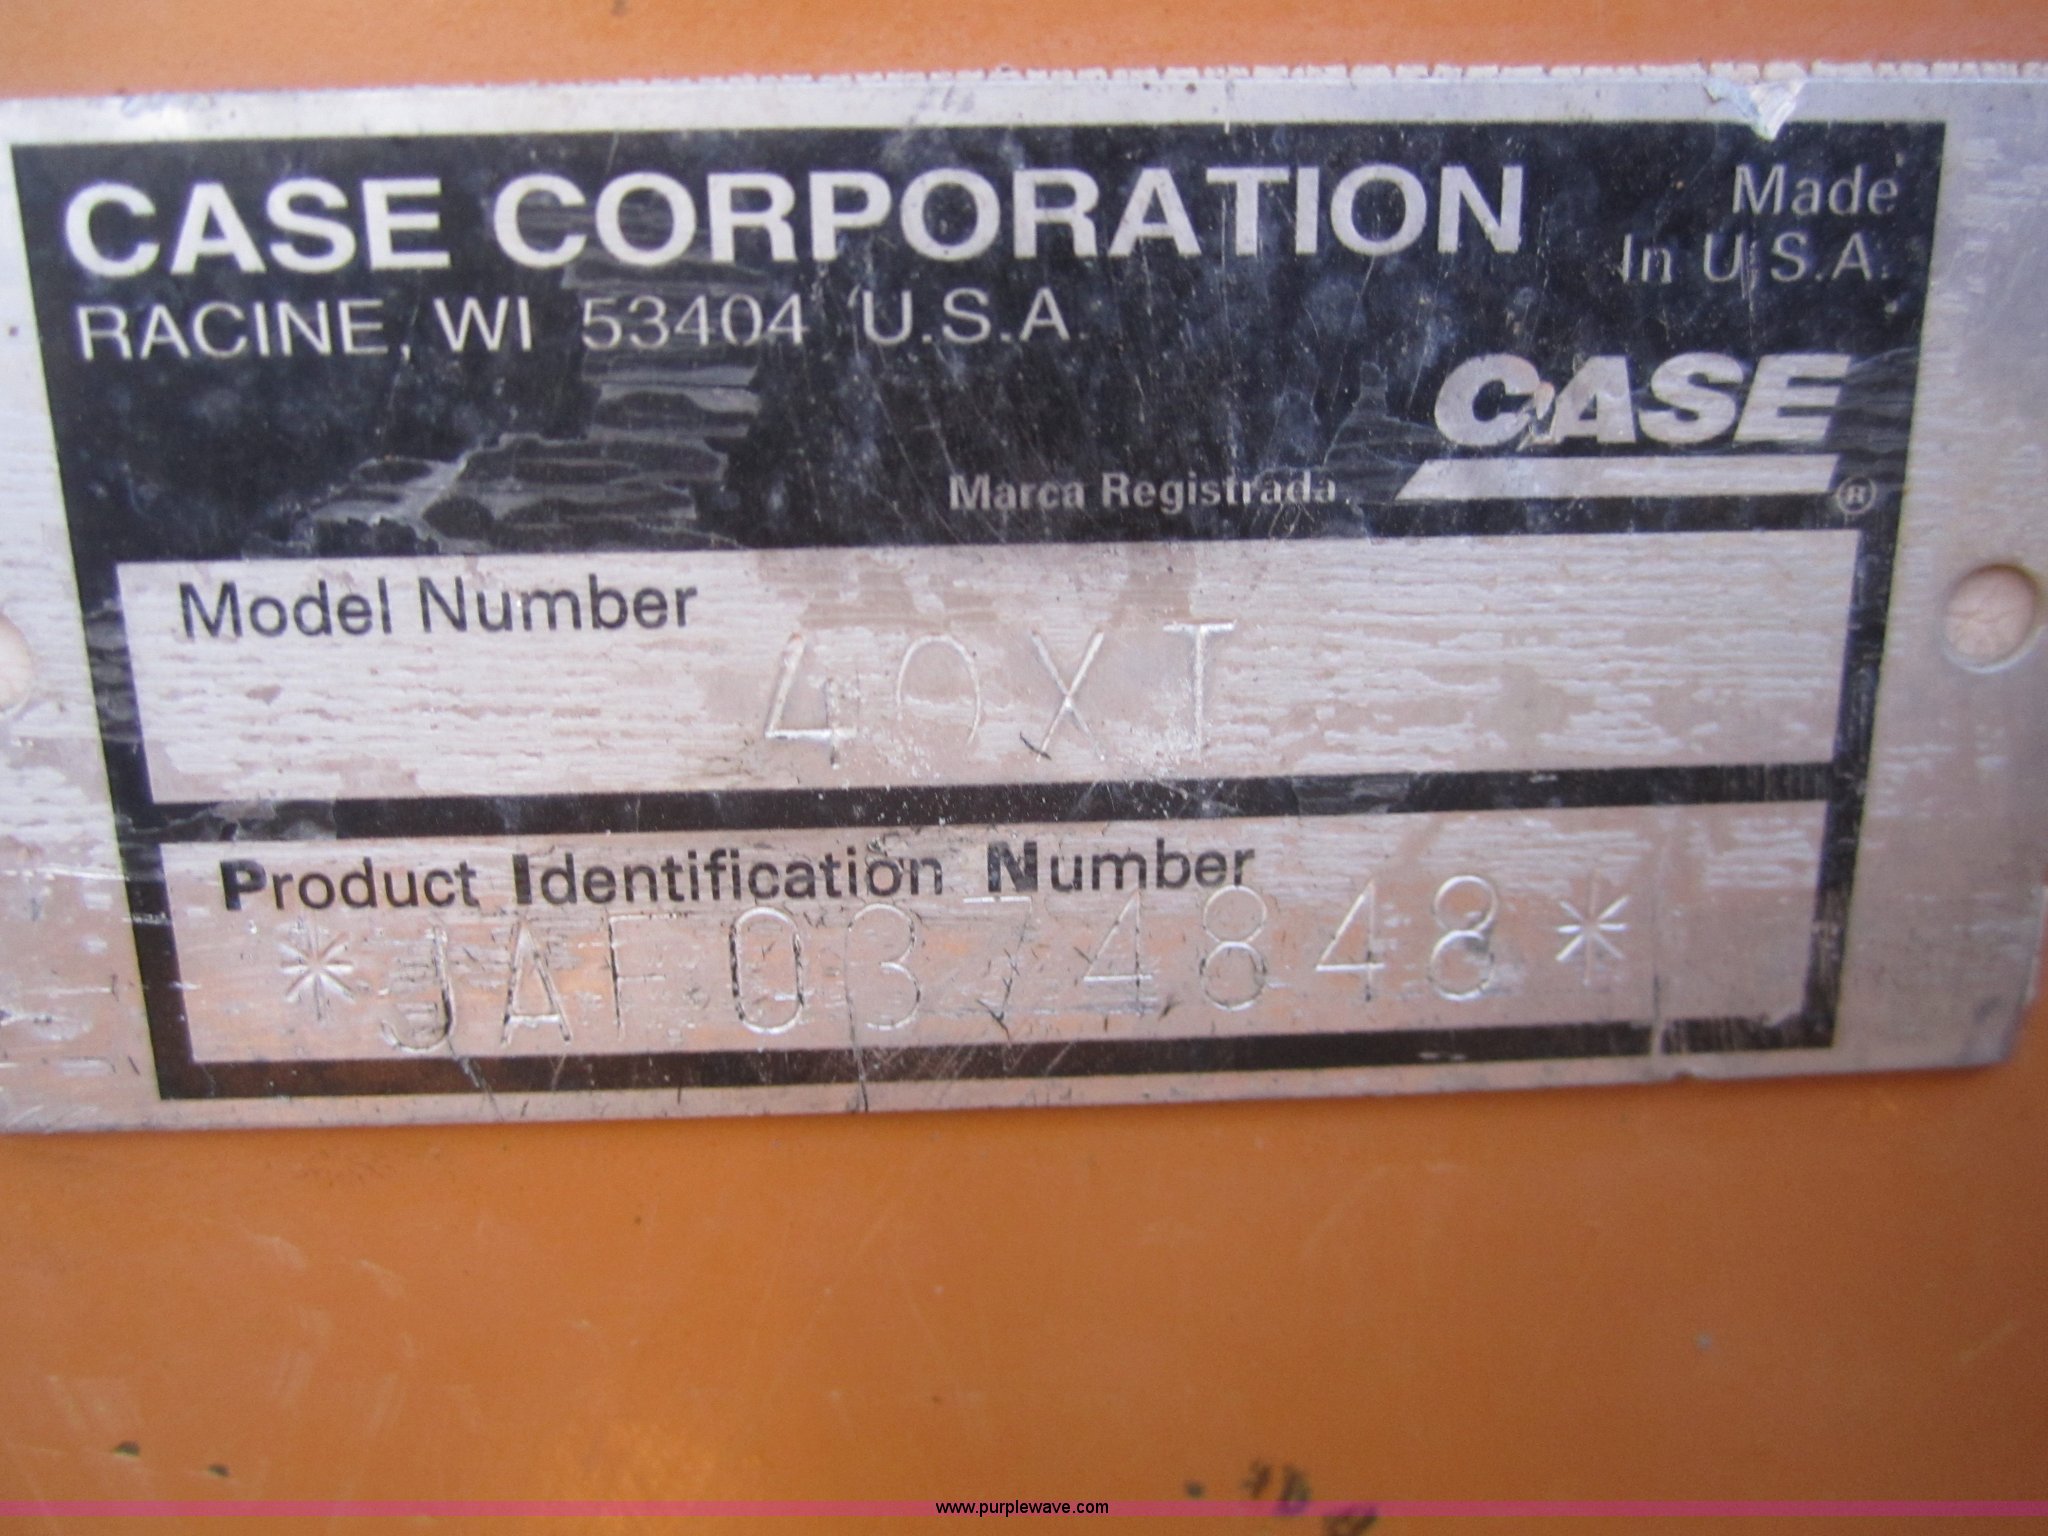 CASE CORPORATION
Made
In U.S.A.
RACINE, WI 53404 U.S.A.
CASE
Marca Registrada
®
Model Number
40XT
Product Identification Number
*JAF0374848*
www.purplewave.com